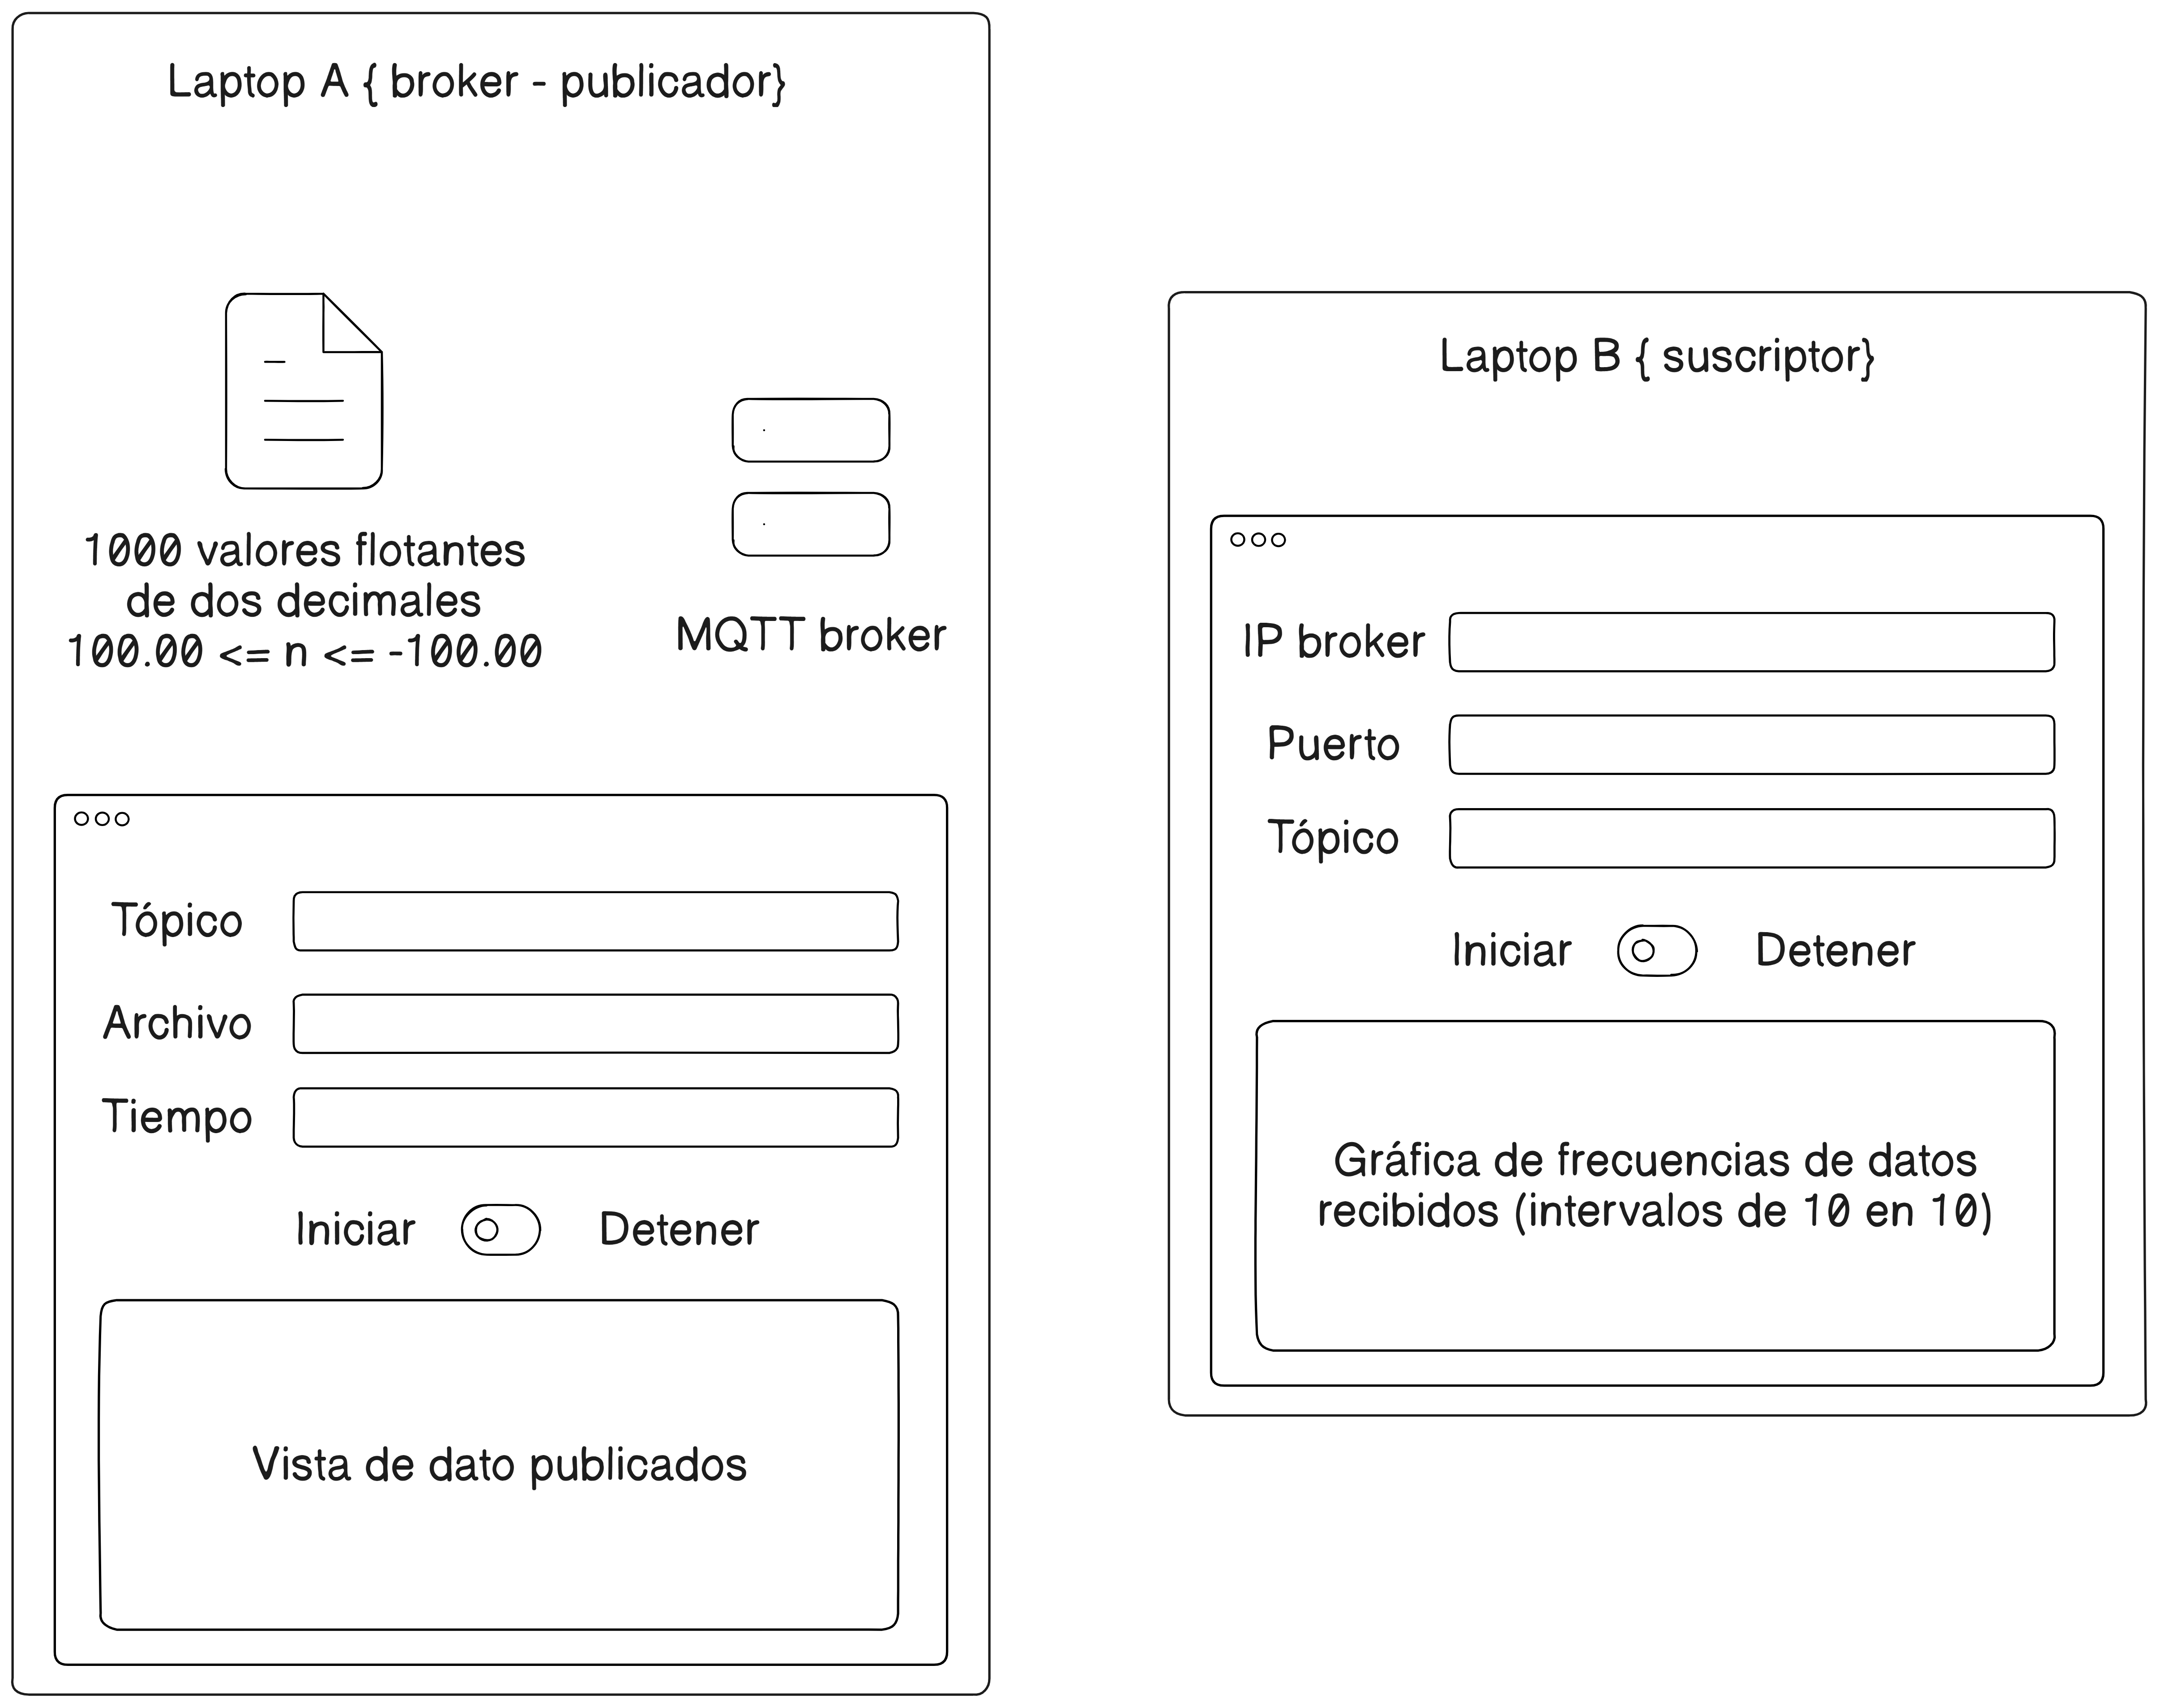 Laptop A { broker - publicador}
1000 valores flotantes
de dos decimales
100.00 <= n <= -100.00
MQTT broker
Tópico
Archivo
Tiempo
Iniciar
Detener
Vista de dato publicados
Laptop B { suscriptor}
IP broker
Puerto
Tópico
Iniciar
Detener
Gráfica de frecuencias de datos
recibidos (intervalos de 10 en 10)